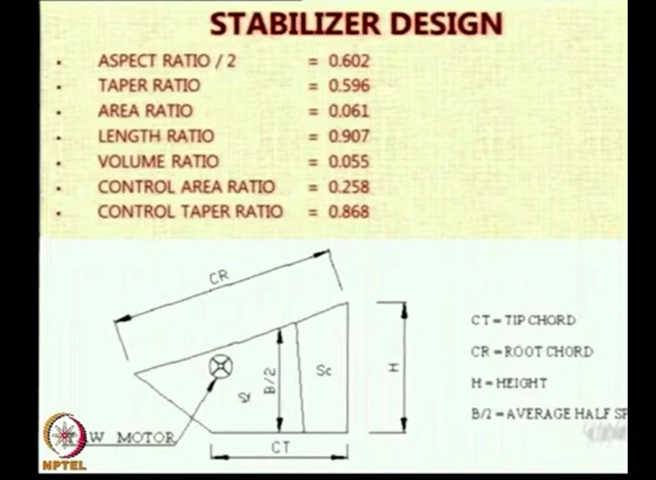 STABILIZER DESIGN
• ASPECT RATIO / 2 = 0.602
• TAPER RATIO = 0.596
• AREA RATIO = 0.061
• LENGTH RATIO = 0.907
• VOLUME RATIO = 0.055
• CONTROL AREA RATIO = 0.258
• CONTROL TAPER RATIO = 0.868
CR
CT = TIP CHORD
CR = ROOT CHORD
H
Sc
B/2
Sf
H = HEIGHT
B/2 = AVERAGE HALF SP
W MOTOR
CT
NPTEL